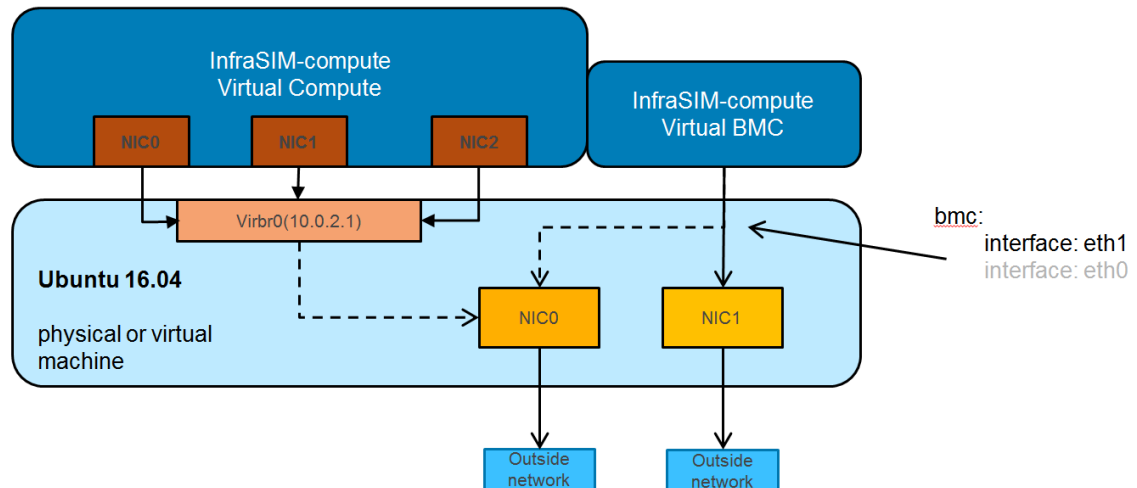 InfraSIM-compute
Virtual Compute
InfraSIM-compute
Virtual BMC
NIC0
NIC1
NIC2
Virbr0(10.0.2.1)
bmc:
interface: eth1
interface: eth0
Ubuntu 16.04
physical or virtual
machine
NIC0
NIC1
Outside
network
Outside
network